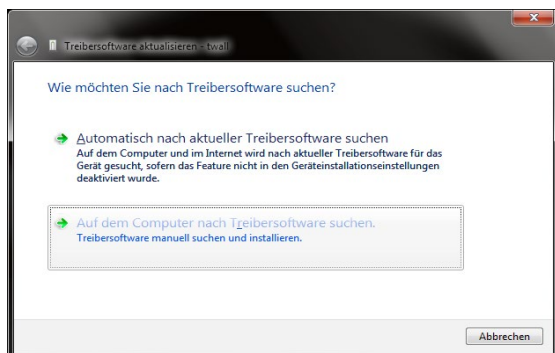 Treibersoftware aktualisieren - twall
Wie möchten Sie nach Treibersoftware suchen?
Automatisch nach aktueller Treibersoftware suchen
Auf dem Computer und im Internet wird nach aktueller Treibersoftware für das
Gerät gesucht, sofern das Feature nicht in den Geräteinstallationseinstellungen
deaktiviert wurde.
Auf dem Computer nach Treibersoftware suchen.
Treibersoftware manuell suchen und installieren.
Abbrechen